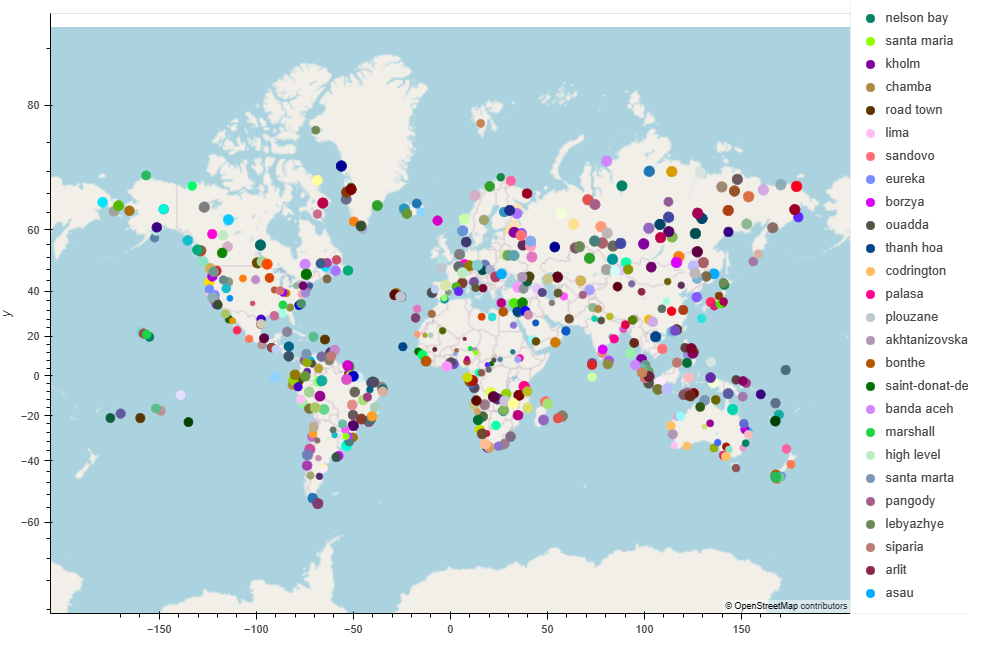 80
60
40
20
0
−20
−40
−60
y
−150
−100
−50
0
50
100
150
© OpenStreetMap contributors
nelson bay
santa maria
kholm
chamba
road town
lima
sandovo
eureka
borzya
ouadda
thanh hoa
codrington
palasa
plouzane
akhtanizovska
bonthe
saint-donat-de
banda aceh
marshall
high level
santa marta
pangody
lebyazhye
siparia
arlit
asau